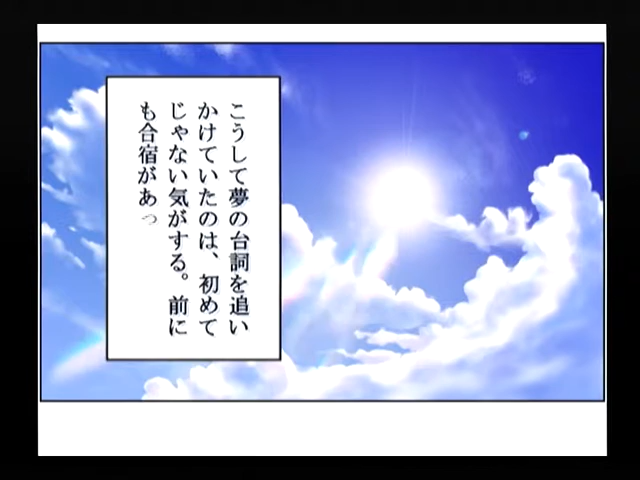 こうして夢の台詞を追い
かけていたのは、初めて
じゃない気がする。前に
も合宿があっ